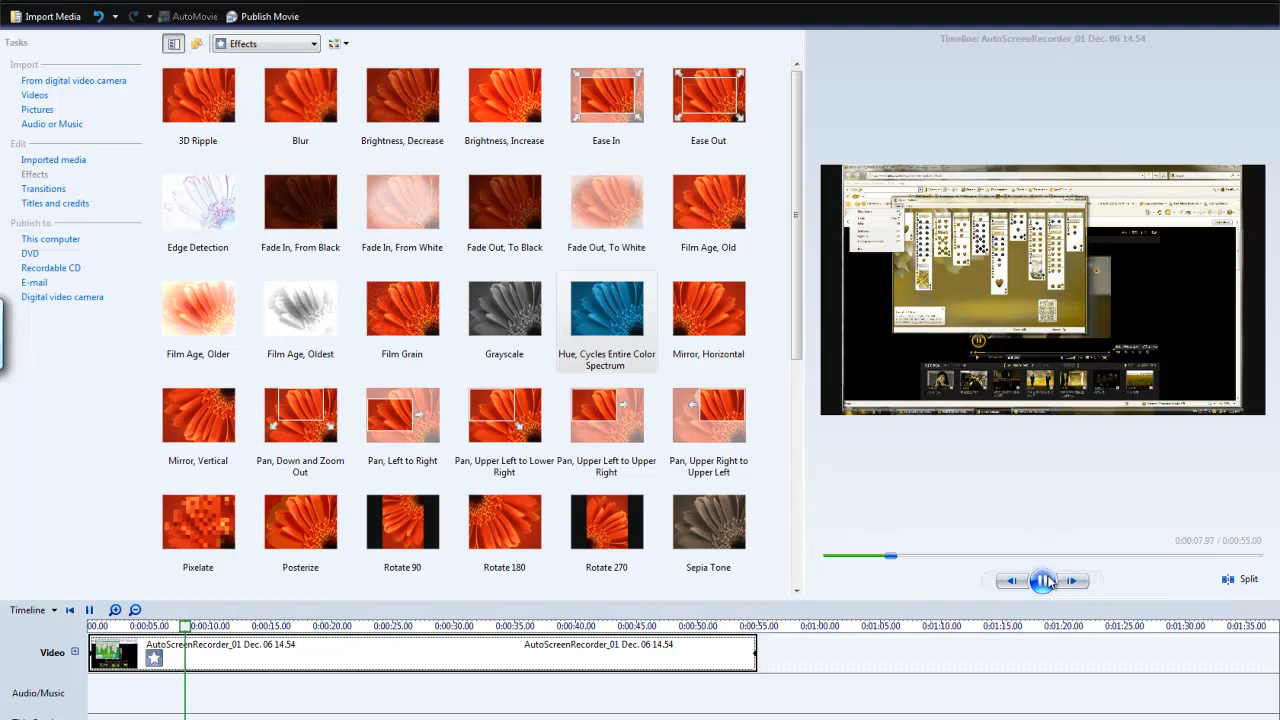 Import Media
AutoMovie
Publish Movie
Tasks
Effects
Timeline: AutoScreenRecorder_01 Dec. 06 14.54
Import
From digital video camera
Videos
Pictures
Audio or Music
Edit
Imported media
Effects
Transitions
Titles and credits
Publish to
This computer
DVD
Recordable CD
E-mail
Digital video camera
3D Ripple
Blur
Brightness, Decrease
Brightness, Increase
Ease In
Ease Out
Edge Detection
Fade In, From Black
Fade In, From White
Fade Out, To Black
Fade Out, To White
Film Age, Old
Film Age, Older
Film Age, Oldest
Film Grain
Grayscale
Hue, Cycles Entire Color
Spectrum
Mirror, Horizontal
Mirror, Vertical
Pan, Down and Zoom
Out
Pan, Left to Right
Pan, Upper Left to Lower
Right
Pan, Upper Left to Upper
Right
Pan, Upper Right to
Upper Left
Pixelate
Posterize
Rotate 90
Rotate 180
Rotate 270
Sepia Tone
0:00:07.97 / 0:00:55.00
Split
Timeline
00.00 0:00:05.00 0:00:10.00 0:00:15.00 0:00:20.00 0:00:25.00 0:00:30.00 0:00:35.00 0:00:40.00 0:00:45.00 0:00:50.00 0:00:55.00 0:01:00.00 0:01:05.00 0:01:10.00 0:01:15.00 0:01:20.00 0:01:25.00 0:01:30.00 0:01:35.00
Video
AutoScreenRecorder_01 Dec. 06 14.54
AutoScreenRecorder_01 Dec. 06 14.54
Audio/Music